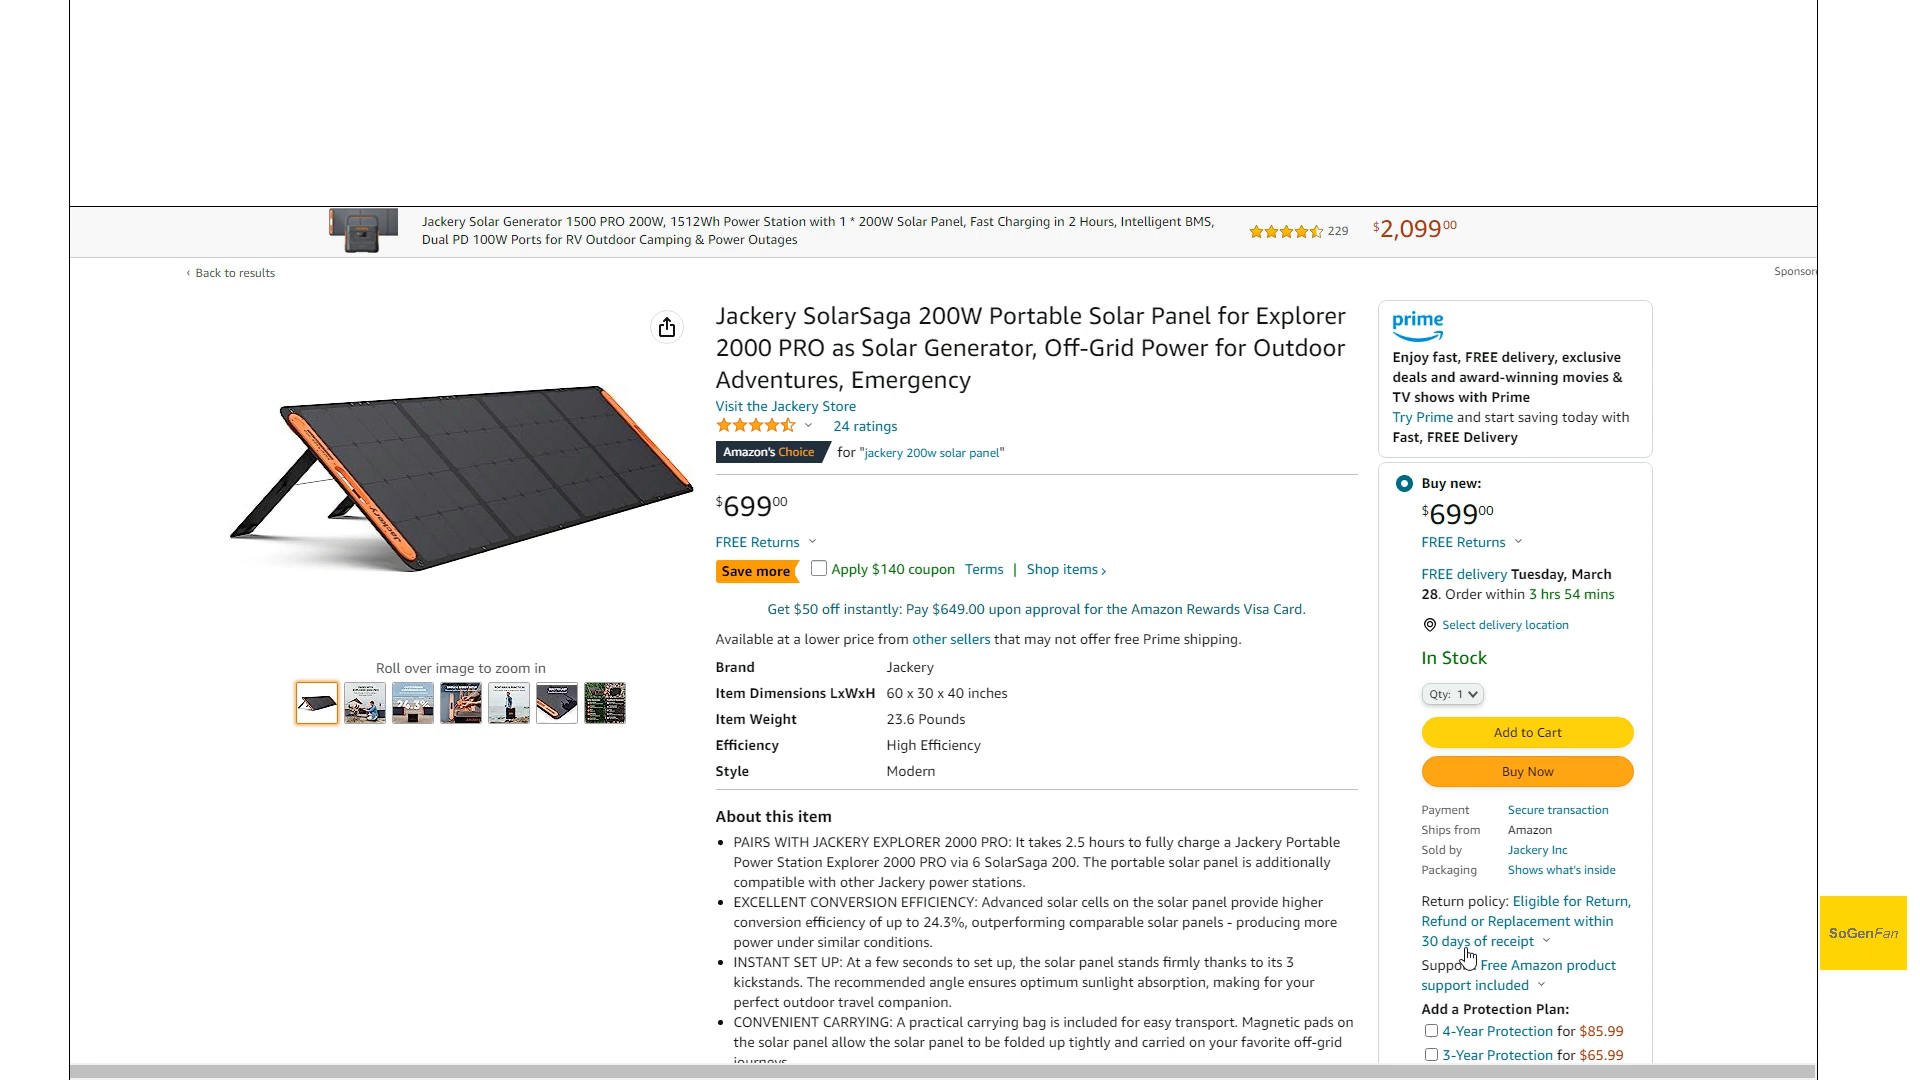 Jackery Solar Generator 1500 PRO 200W, 1512Wh Power Station with 1 * 200W Solar Panel, Fast Charging in 2 Hours, Intelligent BMS,
Dual PD 100W Ports for RV Outdoor Camping & Power Outages
229
$2,099 00
‹ Back to results
Sponsor
Jackery SolarSaga 200W Portable Solar Panel for Explorer
2000 PRO as Solar Generator, Off-Grid Power for Outdoor
Adventures, Emergency
Visit the Jackery Store
24 ratings
Amazon's Choice for "jackery 200w solar panel"
$699 00
FREE Returns
Save more Apply $140 coupon Terms | Shop items ›
Get $50 off instantly: Pay $649.00 upon approval for the Amazon Rewards Visa Card.
Available at a lower price from other sellers that may not offer free Prime shipping.
Brand Jackery
Item Dimensions LxWxH 60 x 30 x 40 inches
Item Weight 23.6 Pounds
Efficiency High Efficiency
Style Modern
About this item
• PAIRS WITH JACKERY EXPLORER 2000 PRO: It takes 2.5 hours to fully charge a Jackery Portable
Power Station Explorer 2000 PRO via 6 SolarSaga 200. The portable solar panel is additionally
compatible with other Jackery power stations.
• EXCELLENT CONVERSION EFFICIENCY: Advanced solar cells on the solar panel provide higher
conversion efficiency of up to 24.3%, outperforming comparable solar panels - producing more
power under similar conditions.
• INSTANT SET UP: At a few seconds to set up, the solar panel stands firmly thanks to its 3
kickstands. The recommended angle ensures optimum sunlight absorption, making for your
perfect outdoor travel companion.
• CONVENIENT CARRYING: A practical carrying bag is included for easy transport. Magnetic pads on
the solar panel allow the solar panel to be folded up tightly and carried on your favorite off-grid
journeys.
Jackery
Roll over image to zoom in
24.3%
prime
Enjoy fast, FREE delivery, exclusive
deals and award-winning movies &
TV shows with Prime
Try Prime and start saving today with
Fast, FREE Delivery
Buy new:
$699 00
FREE Returns
FREE delivery Tuesday, March
28. Order within 3 hrs 54 mins
Select delivery location
In Stock
Qty: 1
Add to Cart
Buy Now
Payment Secure transaction
Ships from Amazon
Sold by Jackery Inc
Packaging Shows what's inside
Return policy: Eligible for Return,
Refund or Replacement within
30 days of receipt
Suppo Free Amazon product
support included
Add a Protection Plan:
4-Year Protection for $85.99
3-Year Protection for $65.99
SoGenFan